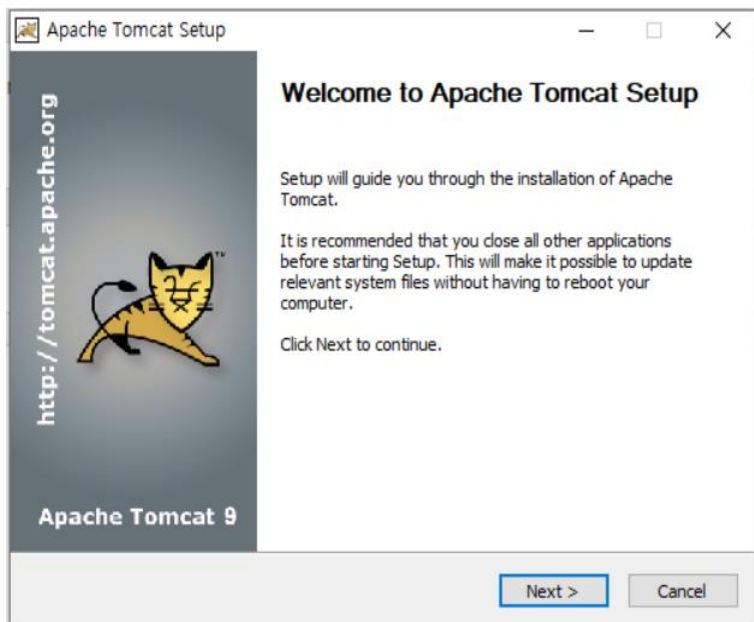 Apache Tomcat Setup
http://tomcat.apache.org
Apache Tomcat 9
Welcome to Apache Tomcat Setup
Setup will guide you through the installation of Apache
Tomcat.
It is recommended that you close all other applications
before starting Setup. This will make it possible to update
relevant system files without having to reboot your
computer.
Click Next to continue.
Next >
Cancel